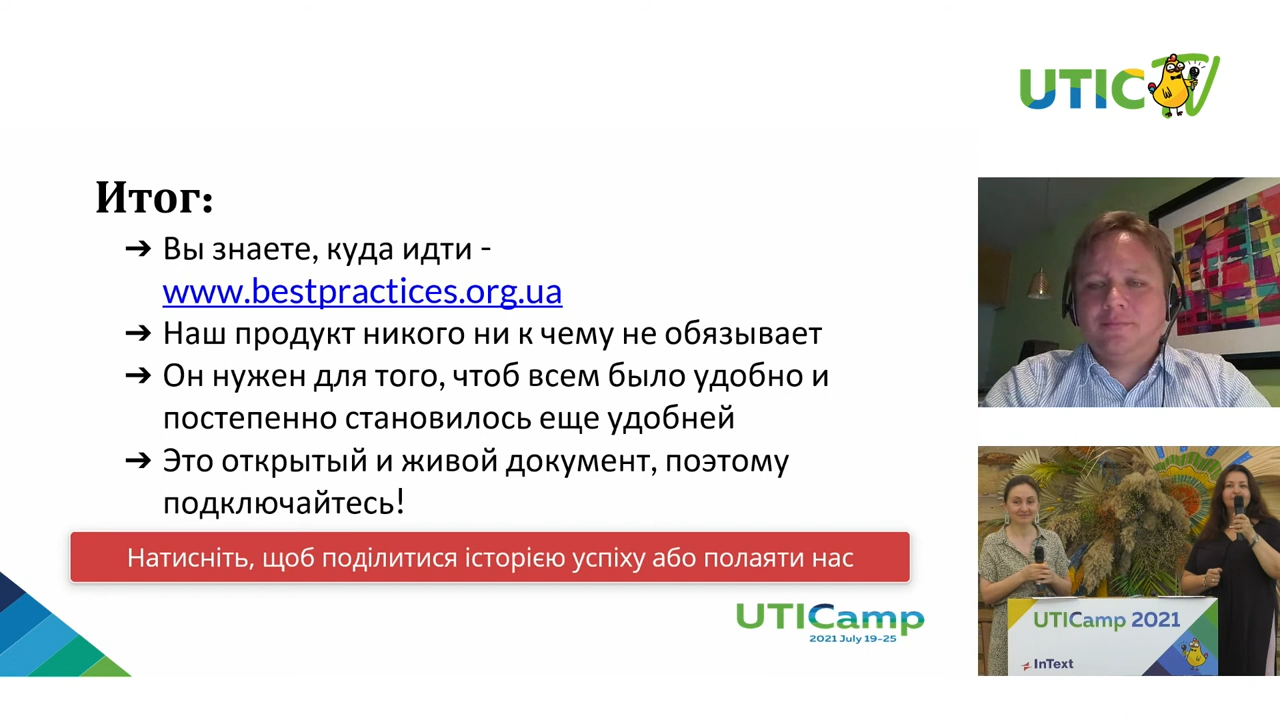 UTIC TV
Итог:
➔ Вы знаете, куда идти -
www.bestpractices.org.ua
➔ Наш продукт никого ни к чему не обязывает
➔ Он нужен для того, чтоб всем было удобно и
постепенно становилось еще удобней
➔ Это открытый и живой документ, поэтому
подключайтесь!
Натисніть, щоб поділитися історією успіху або полаяти нас
UTICamp
2021 July 19-25
UTICamp 2021
InText